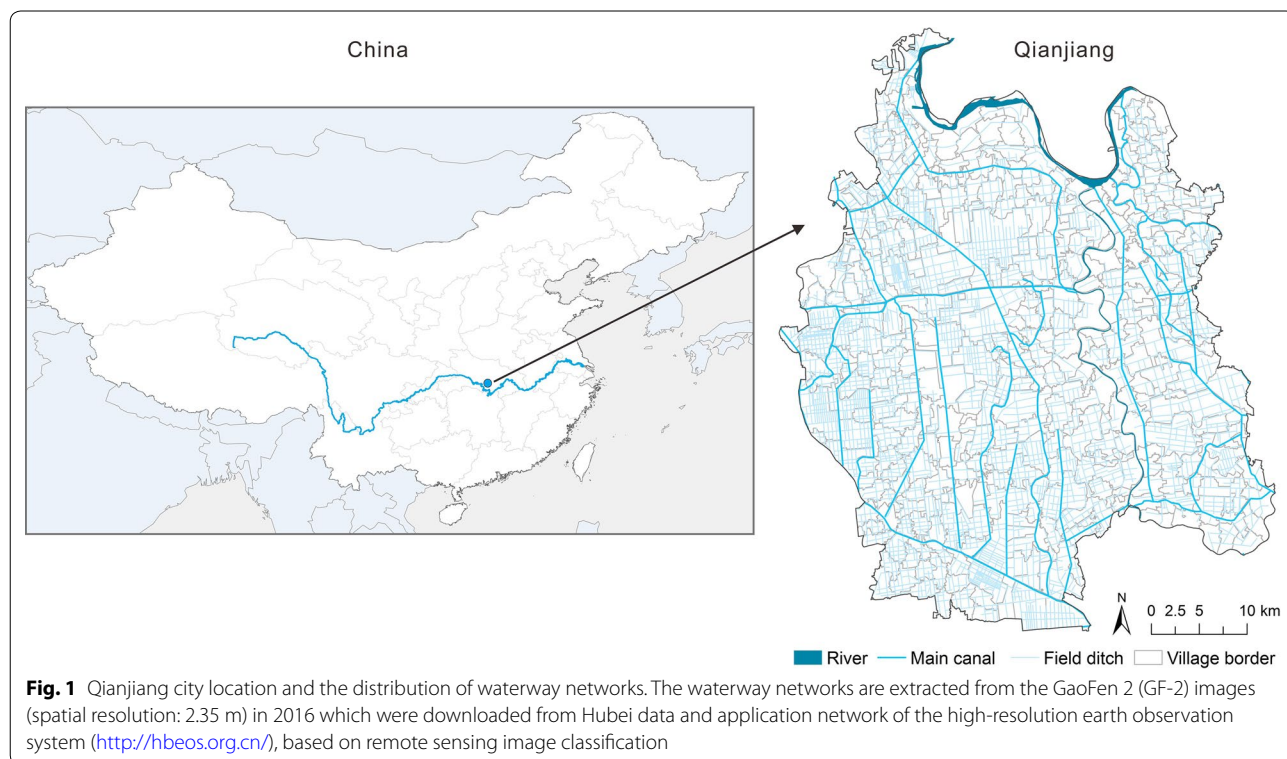 China
Qianjiang
N
0 2.5 5 10 km
River Main canal Field ditch Village border
Fig. 1 Qianjiang city location and the distribution of waterway networks. The waterway networks are extracted from the GaoFen 2 (GF-2) images
(spatial resolution: 2.35 m) in 2016 which were downloaded from Hubei data and application network of the high-resolution earth observation
system (http://hbeos.org.cn/), based on remote sensing image classification